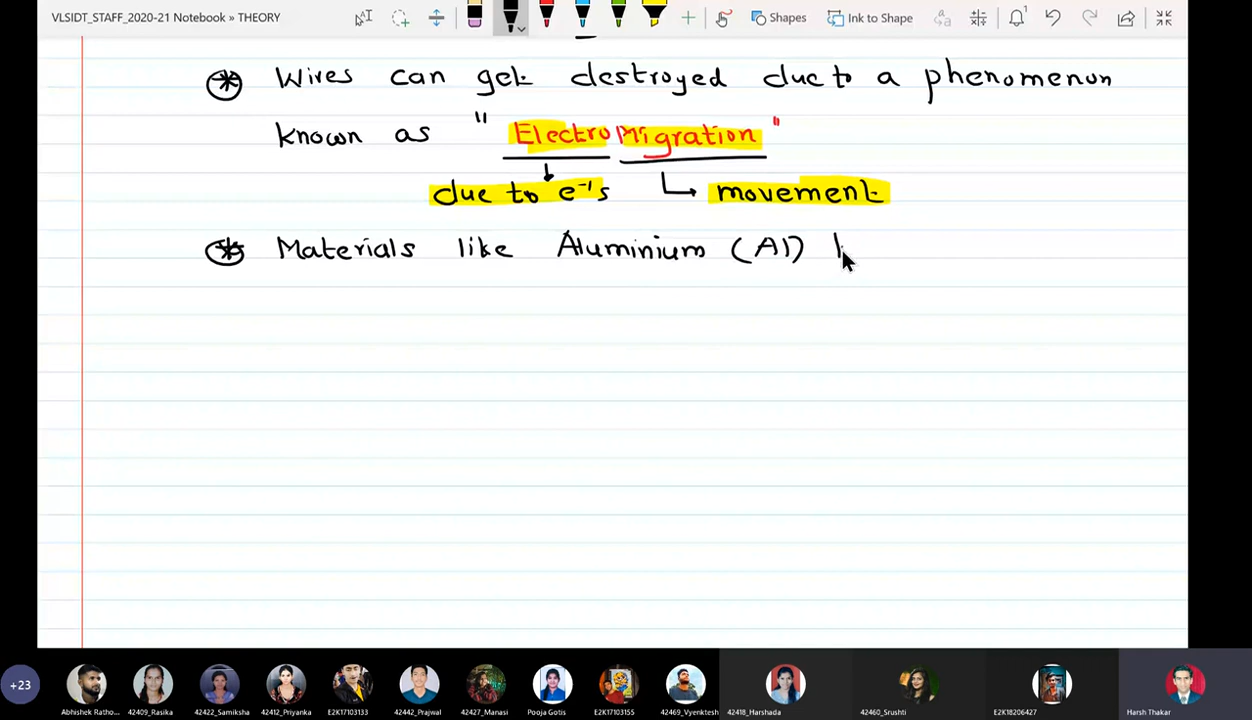 VLSIDT_STAFF_2020-21 Notebook » THEORY
Shapes
Ink to Shape
Wires can get destroyed due to a phenomenon
known as "ElectroMigration"
due to e⁻¹s
movement
Materials like Aluminium (Al)
+23
Abhishek Ratho...
42409_Rasika
42422_Samiksha
42412_Priyanka
E2K17103133
42442_Prajwal
42427_Manasi
Pooja Gotis
E2K17103155
42469_Vyenktesh
42418_Harshada
42460_Srushti
E2K18206427
Harsh Thakar